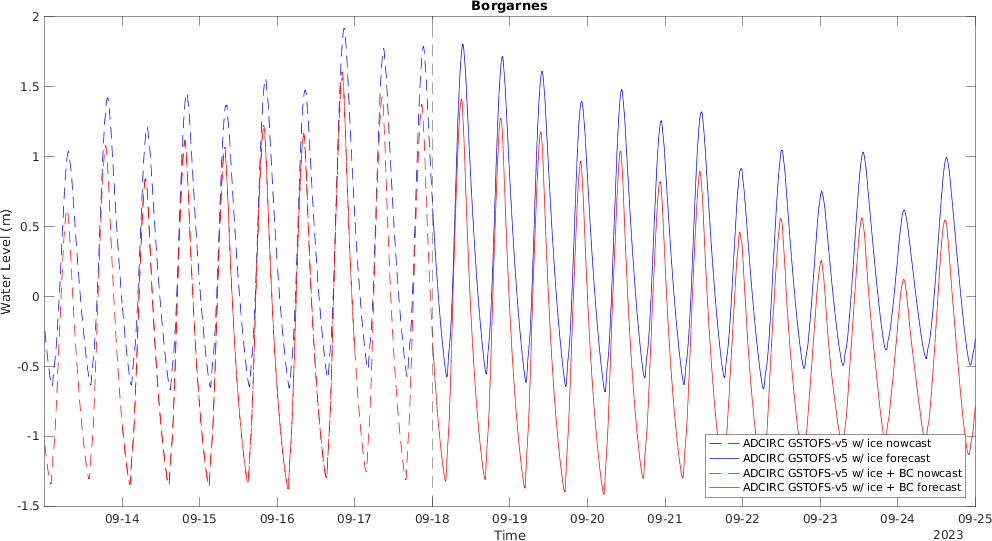 Borgarnes
2
1.5
1
0.5
0
-0.5
-1
-1.5
Water Level (m)
09-14 09-15 09-16 09-17 09-18 09-19 09-20 09-21 09-22 09-23 09-24 09-25
Time
2023
ADCIRC GSTOFS-v5 w/ ice nowcast
ADCIRC GSTOFS-v5 w/ ice forecast
ADCIRC GSTOFS-v5 w/ ice + BC nowcast
ADCIRC GSTOFS-v5 w/ ice + BC forecast